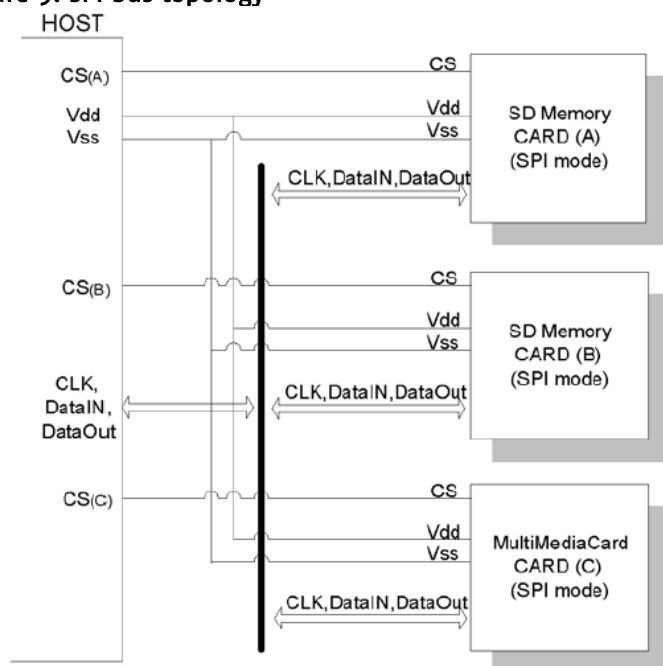 HOST
CS(A)
Vdd
Vss
CS
Vdd
Vss
SD Memory
CARD (A)
(SPI mode)
CLK,DataIN,DataOut
CS(B)
CS
Vdd
Vss
SD Memory
CARD (B)
(SPI mode)
CLK,
DataIN,
DataOut
CLK,DataIN,DataOut
CS(C)
CS
Vdd
Vss
MultiMediaCard
CARD (C)
(SPI mode)
CLK,DataIN,DataOut